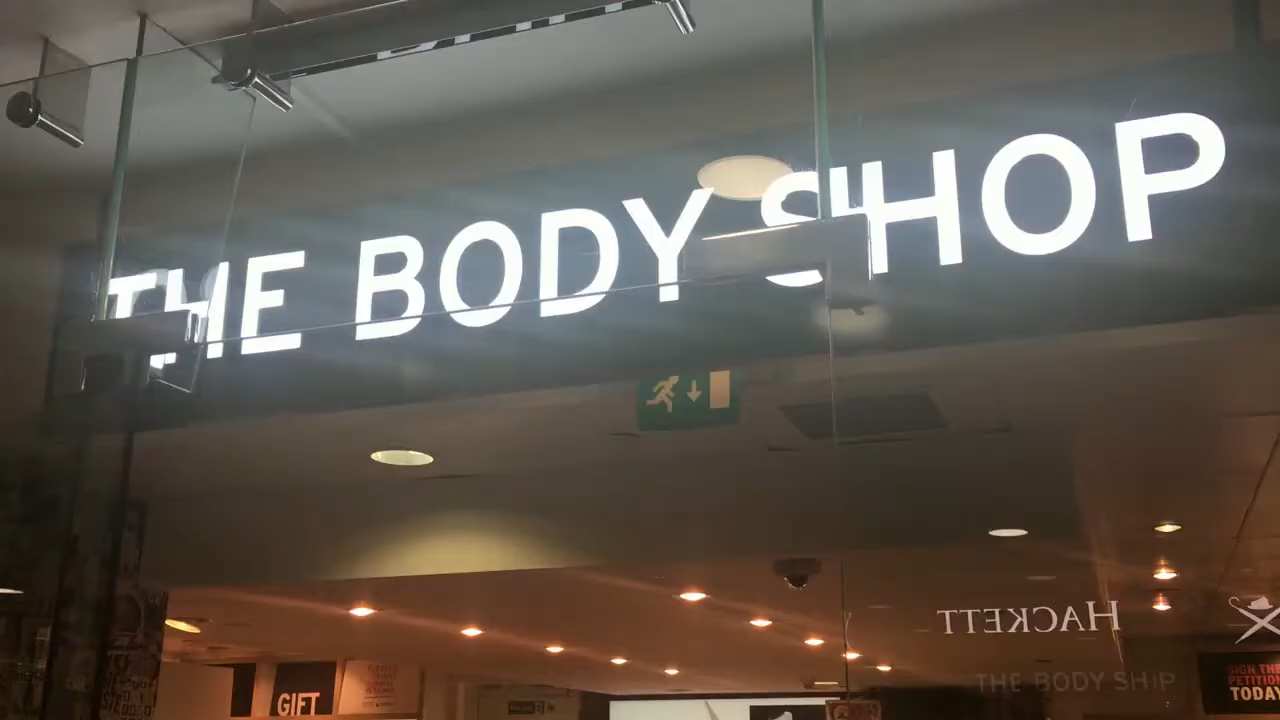 THE BODY SHOP
HACKETT
THE BODY SHIP
GIFT
SIGN THE
PETITION
TODAY